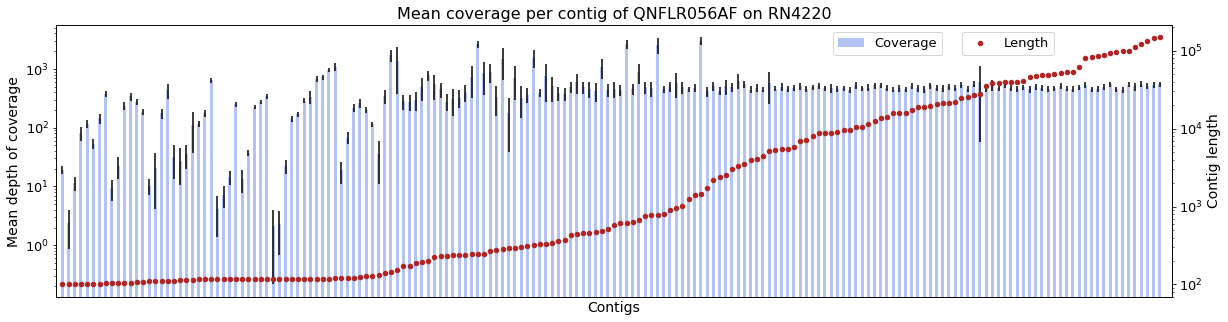 Mean coverage per contig of QNFLR056AF on RN4220
Coverage
Length
Mean depth of coverage
10³
10²
10¹
10⁰
Contig length
10⁵
10⁴
10³
10²
Contigs